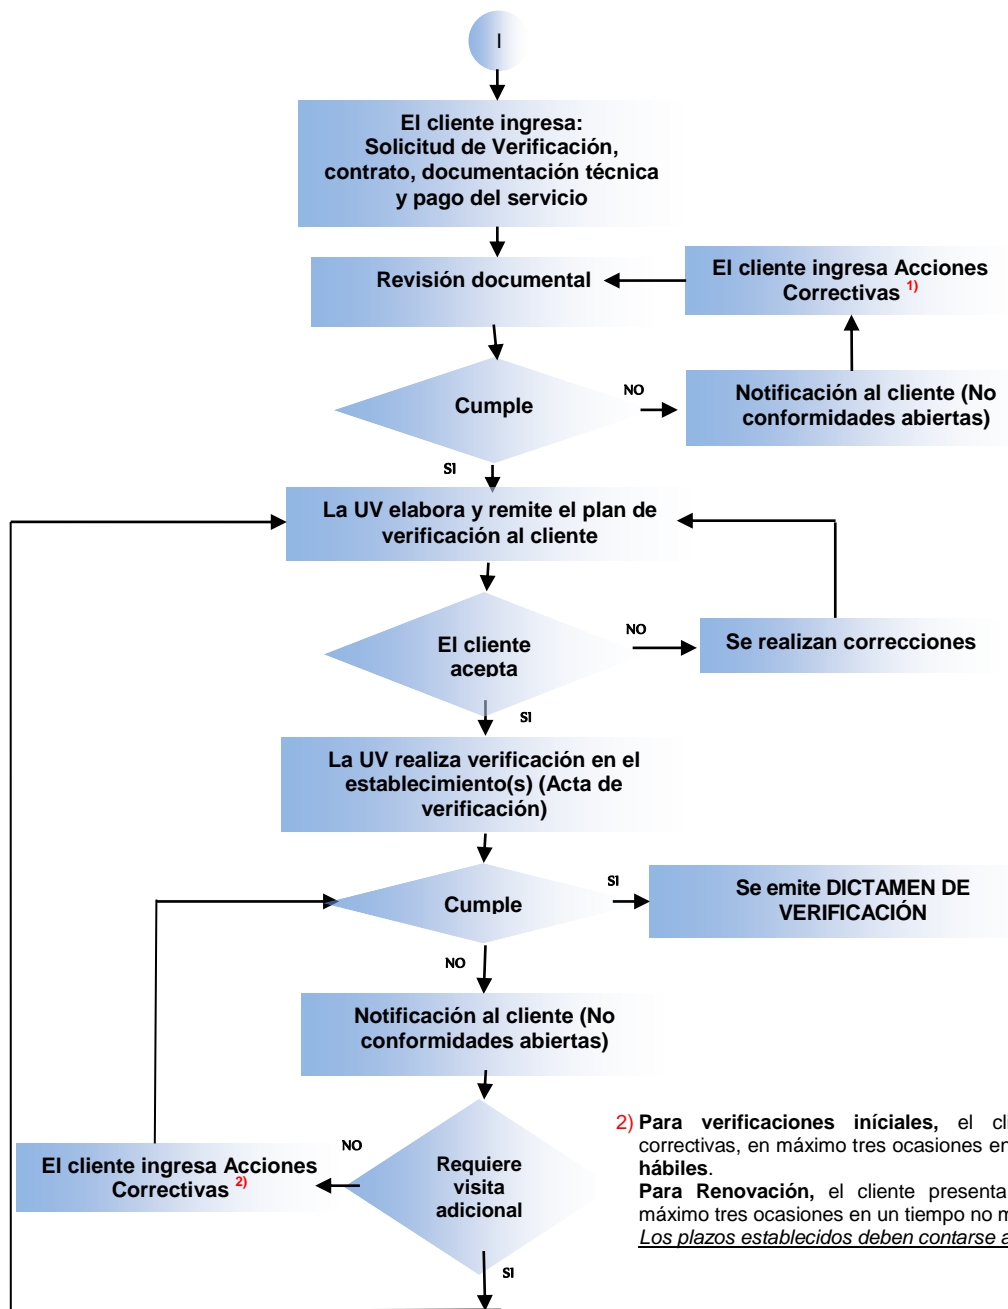 I
El cliente ingresa:
Solicitud de Verificación,
contrato, documentación técnica
y pago del servicio
Revisión documental
El cliente ingresa Acciones
Correctivas 1)
Cumple
NO
Notificación al cliente (No
conformidades abiertas)
SI
La UV elabora y remite el plan de
verificación al cliente
El cliente
acepta
NO
Se realizan correcciones
SI
La UV realiza verificación en el
establecimiento(s) (Acta de
verificación)
Cumple
SI
Se emite DICTAMEN DE
VERIFICACIÓN
NO
Notificación al cliente (No
conformidades abiertas)
Requiere
visita
adicional
NO
El cliente ingresa Acciones
Correctivas 2)
SI
2) Para verificaciones iníciales, el
correctivas, en máximo tres ocasiones en
hábiles.
Para Renovación, el cliente presenta
máximo tres ocasiones en un tiempo no
Los plazos establecidos deben contarse